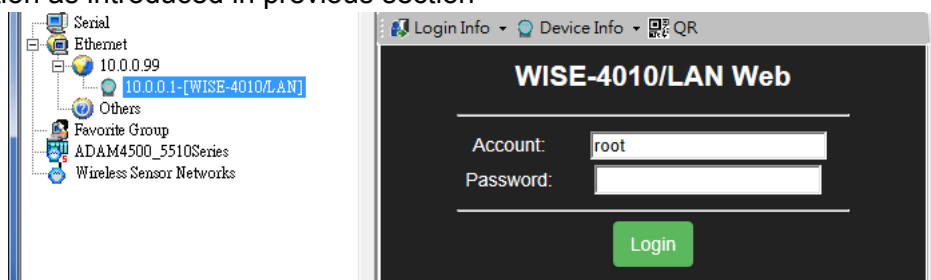 tion as introduced in previous section
Serial
Ethernet
10.0.0.99
10.0.0.1-[WISE-4010/LAN]
Others
Favorite Group
ADAM4500_5510Series
Wireless Sensor Networks
Login Info Device Info QR
WISE-4010/LAN Web
Account: root
Password:
Login